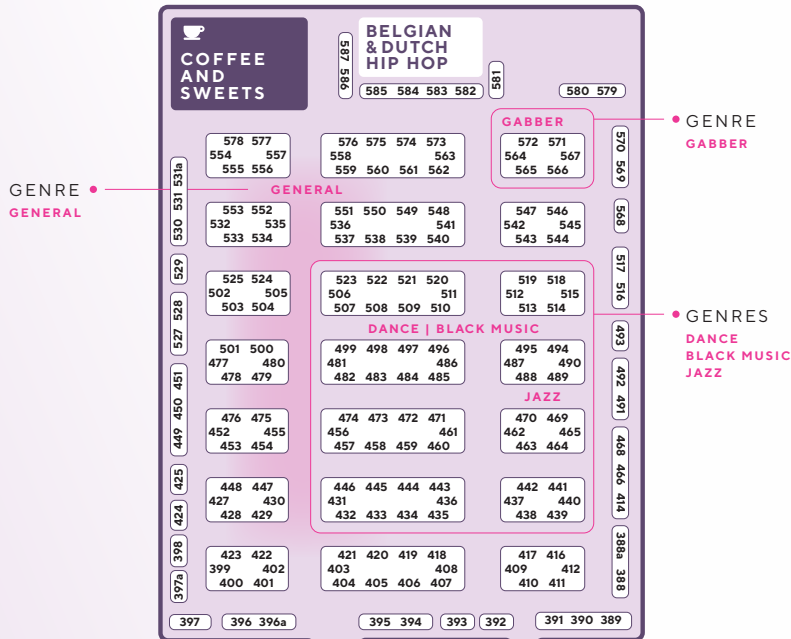 COFFEE
AND
SWEETS
BELGIAN
& DUTCH
HIP HOP
587 586
585 584 583 582
581
580 579
GABBER
GENRE
GABBER
578 577
554 557
555 556
576 575 574 573
558 563
559 560 561 562
572 571
564 567
565 566
570 569
531a
530 531
GENRE
GENERAL
GENERAL
553 552
532 535
533 534
551 550 549 548
536 541
537 538 539 540
547 546
542 545
543 544
568
529
525 524
502 505
503 504
523 522 521 520
506 511
507 508 509 510
519 518
512 515
513 514
517 516
527 528
GENRES
DANCE
BLACK MUSIC
JAZZ
DANCE | BLACK MUSIC
493
501 500
477 480
478 479
499 498 497 496
481 486
482 483 484 485
495 494
487 490
488 489
492 491
449 450 451
JAZZ
476 475
452 455
453 454
474 473 472 471
456 461
457 458 459 460
470 469
462 465
463 464
468 466 414
425
448 447
427 430
428 429
446 445 444 443
431 436
432 433 434 435
442 441
437 440
438 439
424
398
423 422
399 402
400 401
421 420 419 418
403 408
404 405 406 407
417 416
409 412
410 411
388a 388
397a
397
396 396a
395 394
393
392
391 390 389